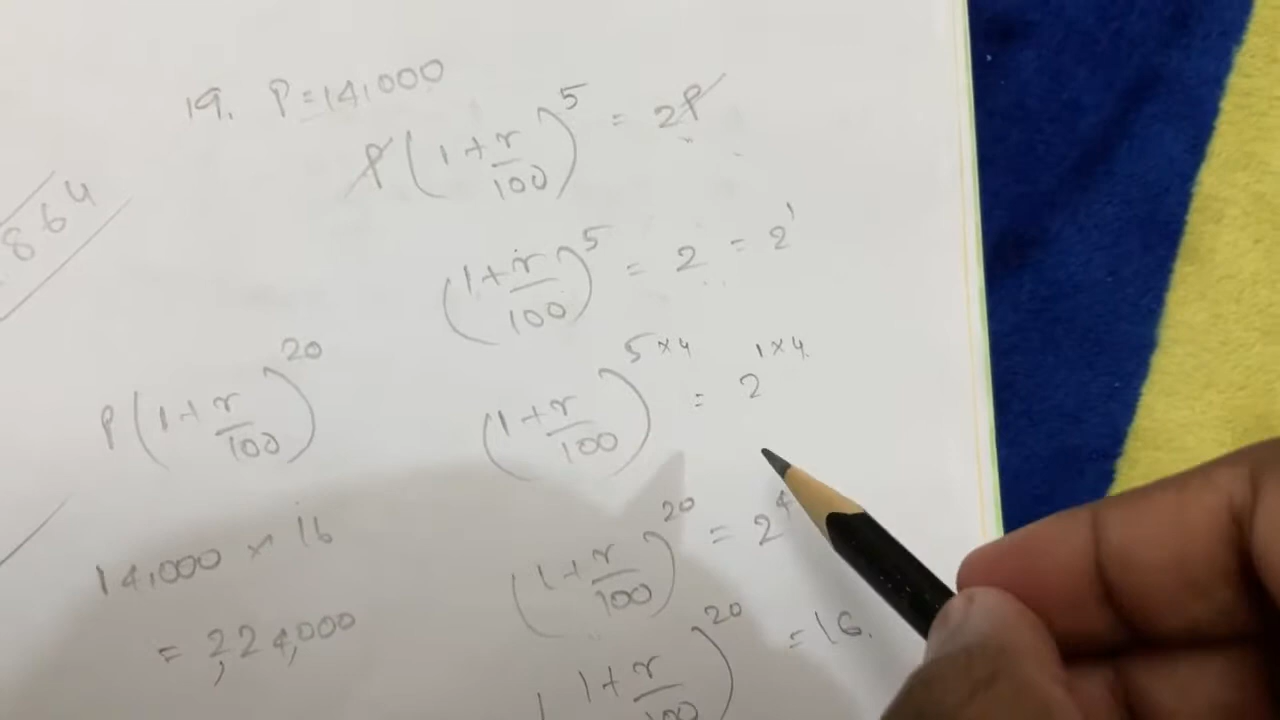 19. P = 14,000
P(1 + r/100)^5 = 2P
(1 + r/100)^5 = 2 = 2^1
(1 + r/100)^5×4 = 2^1×4
(1 + r/100)^20 = 2^4
(1 + r/100)^20 = 16.
P(1 + r/100)^20
14,000 × 16
= 2,24,000
864